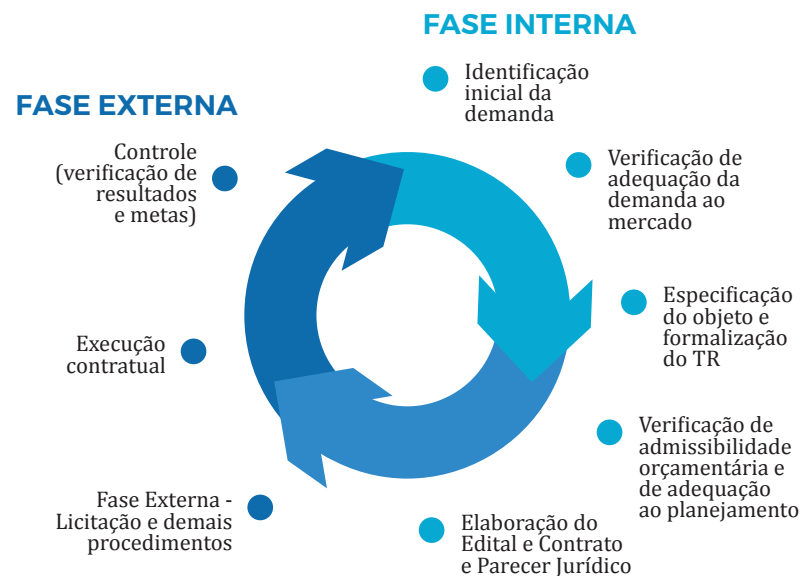 FASE INTERNA
Identificação
inicial da
demanda
Verificação de
adequação da
demanda ao
mercado
Especificação
do objeto e
formalização
do TR
Verificação de
admissibilidade
orçamentária e
de adequação
ao planejamento
Elaboração do
Edital e Contrato
e Parecer Jurídico
FASE EXTERNA
Fase Externa -
Licitação e demais
procedimentos
Execução
contratual
Controle
(verificação de
resultados
e metas)